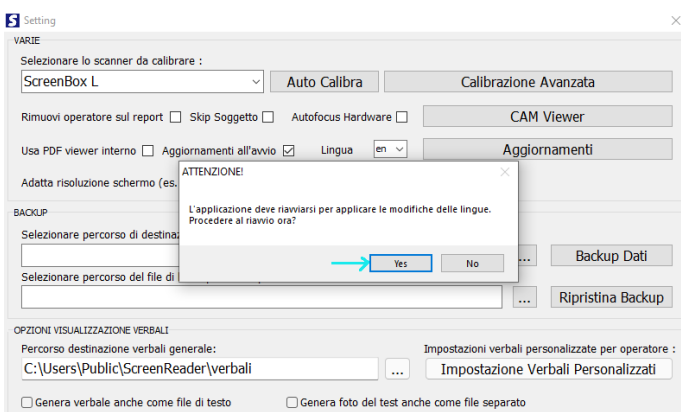 S Setting
VARIE
Selezionare lo scanner da calibrare :
ScreenBox L
Auto Calibra
Calibrazione Avanzata
Rimuovi operatore sul report
Skip Soggetto
Autofocus Hardware
CAM Viewer
Usa PDF viewer interno
Aggiornamenti all'avvio
Lingua
en
Aggiornamenti
Adatta risoluzione schermo (es.
ATTENZIONE!
L'applicazione deve riavviarsi per applicare le modifiche delle lingue.
Procedere al riavvio ora?
Yes
No
BACKUP
Selezionare percorso di
...
Backup Dati
Selezionare percorso del file di
...
Ripristina Backup
OPZIONI VISUALIZZAZIONE VERBALI
Percorso destinazione verbali generale:
Impostazioni verbali personalizzate per operatore :
C:\Users\Public\ScreenReader\verbali
...
Impostazione Verbali Personalizzati
Genera verbale anche come file di testo
Genera foto del test anche come file separato